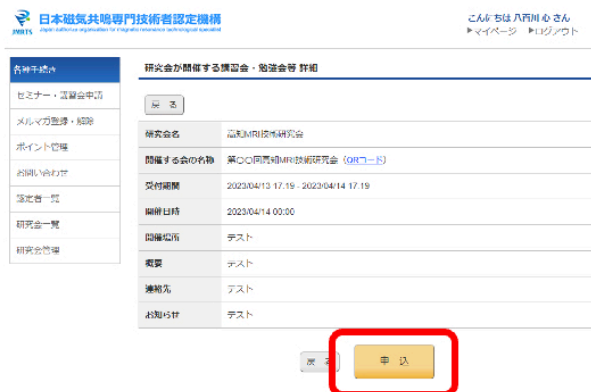 日本磁気共鳴専門技術者認定機構
JMRTS Japan authorize organization for magnetic resonance technological specialist
こんにちは 八百川 心 さん
▶マイページ ▶ログアウト
各種手続き
セミナー・講習会申請
メルマガ登録・解除
ポイント管理
お問い合わせ
認定者一覧
研究会一覧
研究会管理
研究会が開催する講習会・勉強会等 詳細
戻 る
研究会名 高知MRI技術研究会
開催する会の名称 第〇〇回高知MRI技術研究会（QRコード）
受付期間 2023/04/13 17:19 - 2023/04/14 17:19
開催日時 2023/04/14 00:00
開催場所 テスト
概要 テスト
連絡先 テスト
お知らせ テスト
戻 る
申 込